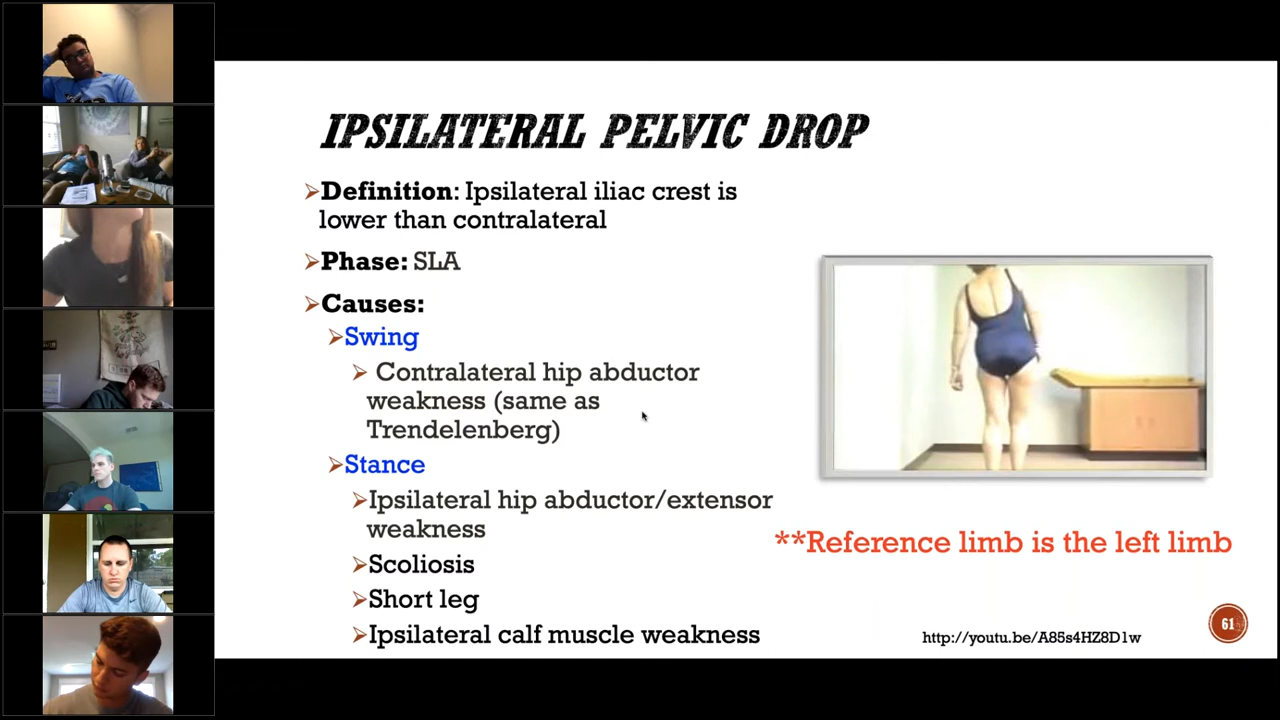 IPSILATERAL PELVIC DROP
Definition: Ipsilateral iliac crest is
lower than contralateral
Phase: SLA
Causes:
Swing
Contralateral hip abductor
weakness (same as
Trendelenberg)
Stance
Ipsilateral hip abductor/extensor
weakness
Scoliosis
Short leg
Ipsilateral calf muscle weakness
**Reference limb is the left limb
http://youtu.be/A85s4HZ8D1w
61